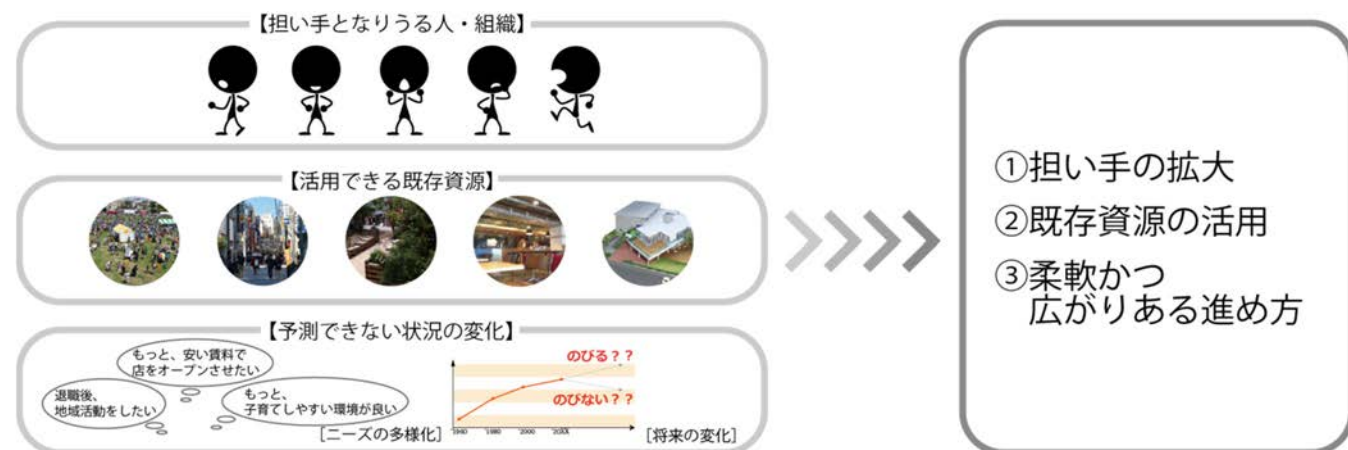 【担い手となりうる人・組織】
【活用できる既存資源】
【予測できない状況の変化】
もっと、安い賃料で
店をオープンさせたい
退職後、
地域活動をしたい
もっと、
子育てしやすい環境が良い
[ニーズの多様化]
のびる？？
のびない？？
1940 1980 2000 20XX
[将来の変化]
①担い手の拡大
②既存資源の活用
③柔軟かつ
広がりある進め方